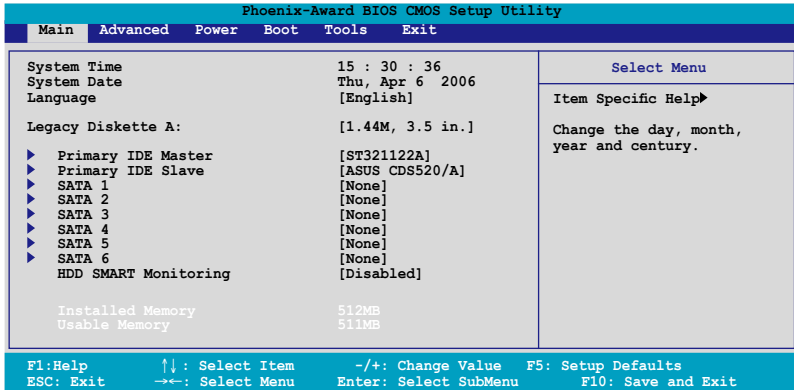 Phoenix-Award BIOS CMOS Setup Utility
Main Advanced Power Boot Tools Exit
System Time 15 : 30 : 36
System Date Thu, Apr 6 2006
Language [English]
Legacy Diskette A: [1.44M, 3.5 in.]
Primary IDE Master [ST321122A]
Primary IDE Slave [ASUS CDS520/A]
SATA 1 [None]
SATA 2 [None]
SATA 3 [None]
SATA 4 [None]
SATA 5 [None]
SATA 6 [None]
HDD SMART Monitoring [Disabled]
Installed Memory 512MB
Usable Memory 511MB
Select Menu
Item Specific Help
Change the day, month,
year and century.
F1:Help ↑↓: Select Item -/+: Change Value F5: Setup Defaults
ESC: Exit →←: Select Menu Enter: Select SubMenu F10: Save and Exit